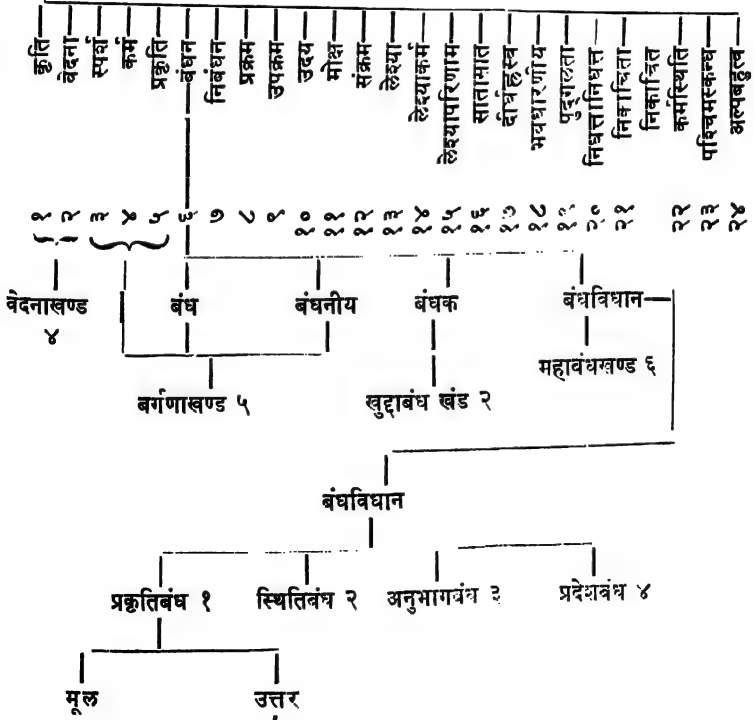 कृति वेदना स्पर्श कर्म प्रकृति बंधन निबंधन प्रक्रम उपक्रम उदय मोक्ष संक्रम लेश्या लेश्याकर्म लेश्यापरिणाम सातामात दीर्घह्रस्व भवधारणीय पुद्गलता निधत्तानिधत्त निकाचिता निकाचित कर्मस्थिति पश्चिमस्कन्ध अल्पबहुत्व
१ २ ३ ४ ५ ६ ७ ८ ९ १० ११ १२ १३ १४ १५ १६ १७ १८ १९ २० २१ २२ २३ २४
वेदनाखण्ड बंध बंधनीय बंधक बंधविधान
४
महाबंधखण्ड ६
बर्गणाखण्ड ५ खुद्दाबंध खंड २
बंधविधान
प्रकृतिबंध १ स्थितिबंध २ अनुभागबंध ३ प्रदेशबंध ४
मूल उत्तर